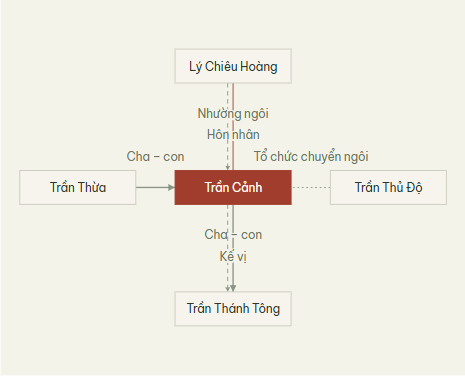 Lý Chiêu Hoàng
Nhường ngôi
Hôn nhân
Cha – con
Tổ chức chuyển ngôi
Trần Thừa
Trần Cảnh
Trần Thủ Độ
Cha – con
Kế vị
Trần Thánh Tông